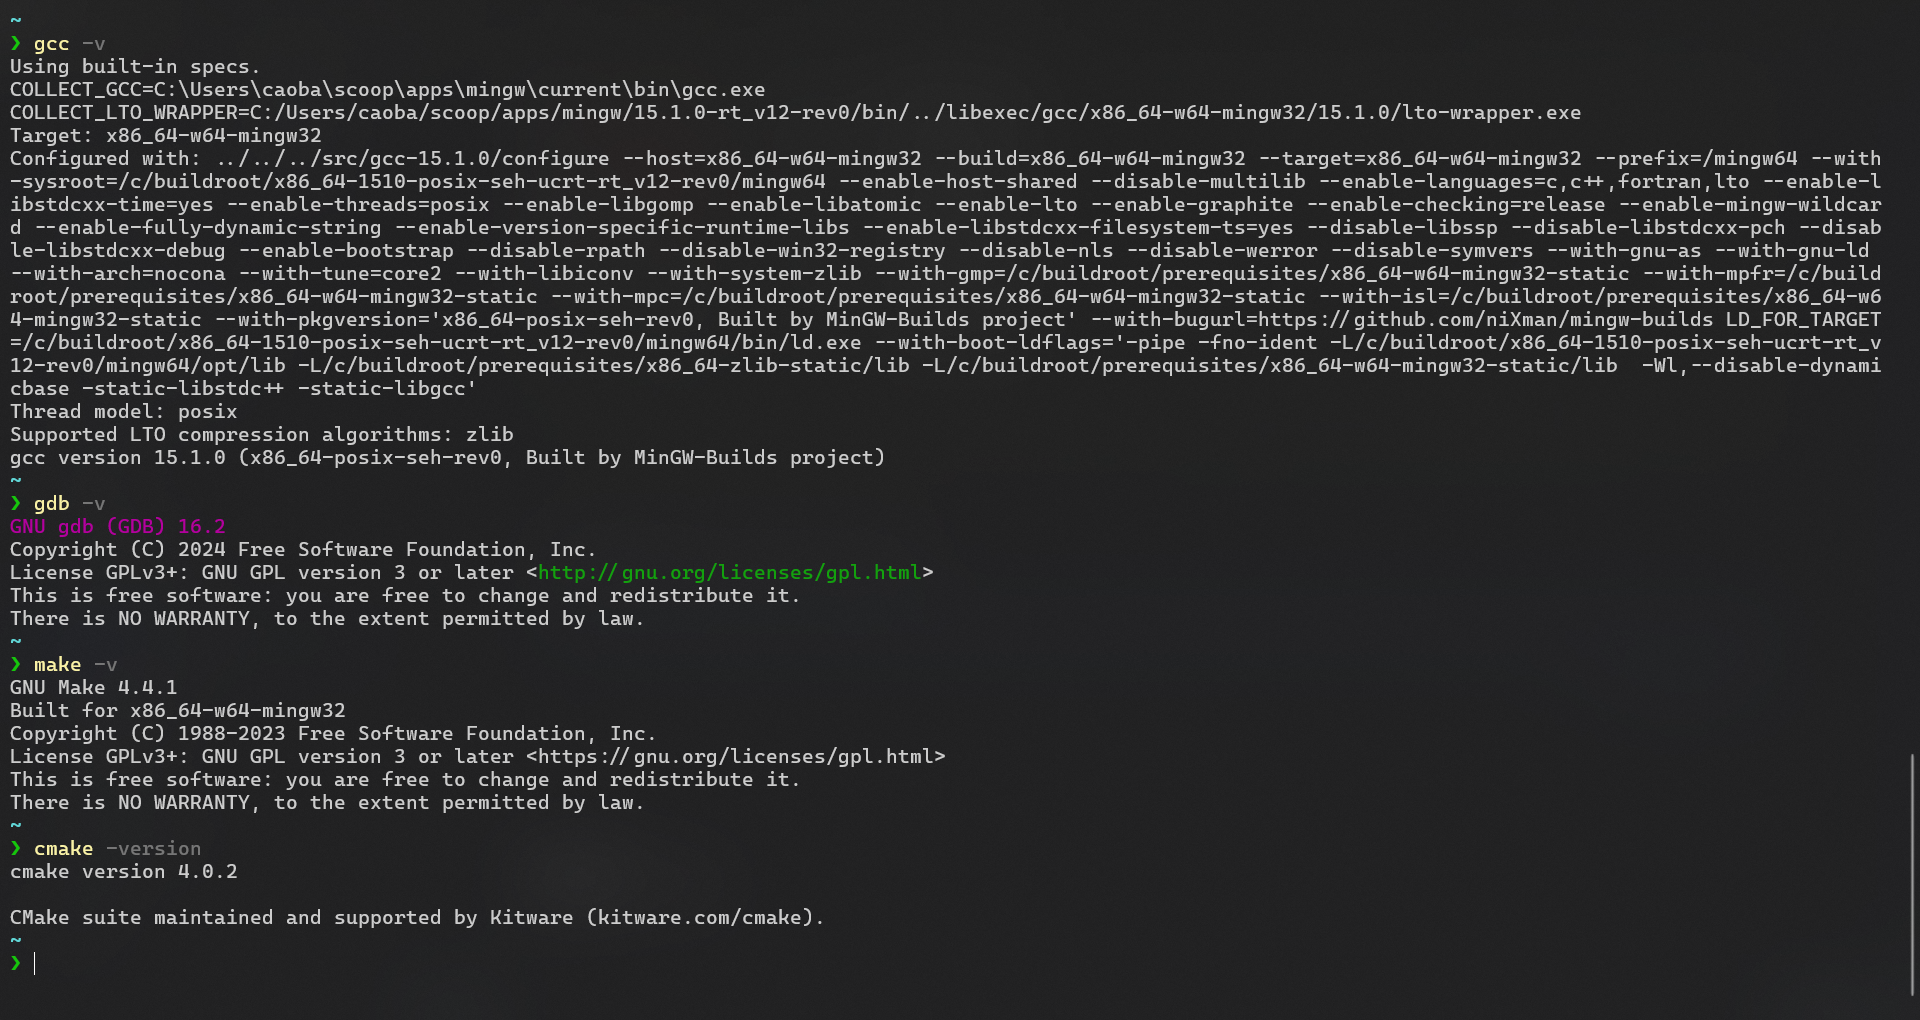 ~
❯ gcc -v
Using built-in specs.
COLLECT_GCC=C:\Users\caoba\scoop\apps\mingw\current\bin\gcc.exe
COLLECT_LTO_WRAPPER=C:/Users/caoba/scoop/apps/mingw/15.1.0-rt_v12-rev0/bin/../libexec/gcc/x86_64-w64-mingw32/15.1.0/lto-wrapper.exe
Target: x86_64-w64-mingw32
Configured with: ../../../src/gcc-15.1.0/configure --host=x86_64-w64-mingw32 --build=x86_64-w64-mingw32 --target=x86_64-w64-mingw32 --prefix=/mingw64 --with
-sysroot=/c/buildroot/x86_64-1510-posix-seh-ucrt-rt_v12-rev0/mingw64 --enable-host-shared --disable-multilib --enable-languages=c,c++,fortran,lto --enable-l
ibstdcxx-time=yes --enable-threads=posix --enable-libgomp --enable-libatomic --enable-lto --enable-graphite --enable-checking=release --enable-mingw-wildcar
d --enable-fully-dynamic-string --enable-version-specific-runtime-libs --enable-libstdcxx-filesystem-ts=yes --disable-libssp --disable-libstdcxx-pch --disab
le-libstdcxx-debug --enable-bootstrap --disable-rpath --disable-win32-registry --disable-nls --disable-werror --disable-symvers --with-gnu-as --with-gnu-ld
--with-arch=nocona --with-tune=core2 --with-libiconv --with-system-zlib --with-gmp=/c/buildroot/prerequisites/x86_64-w64-mingw32-static --with-mpfr=/c/build
root/prerequisites/x86_64-w64-mingw32-static --with-mpc=/c/buildroot/prerequisites/x86_64-w64-mingw32-static --with-isl=/c/buildroot/prerequisites/x86_64-w6
4-mingw32-static --with-pkgversion='x86_64-posix-seh-rev0, Built by MinGW-Builds project' --with-bugurl=https://github.com/niXman/mingw-builds LD_FOR_TARGET
=/c/buildroot/x86_64-1510-posix-seh-ucrt-rt_v12-rev0/mingw64/bin/ld.exe --with-boot-ldflags='-pipe -fno-ident -L/c/buildroot/x86_64-1510-posix-seh-ucrt-rt_v
12-rev0/mingw64/opt/lib -L/c/buildroot/prerequisites/x86_64-zlib-static/lib -L/c/buildroot/prerequisites/x86_64-w64-mingw32-static/lib  -Wl,--disable-dynami
cbase -static-libstdc++ -static-libgcc'
Thread model: posix
Supported LTO compression algorithms: zlib
gcc version 15.1.0 (x86_64-posix-seh-rev0, Built by MinGW-Builds project)
~
❯ gdb -v
GNU gdb (GDB) 16.2
Copyright (C) 2024 Free Software Foundation, Inc.
License GPLv3+: GNU GPL version 3 or later <http://gnu.org/licenses/gpl.html>
This is free software: you are free to change and redistribute it.
There is NO WARRANTY, to the extent permitted by law.
~
❯ make -v
GNU Make 4.4.1
Built for x86_64-w64-mingw32
Copyright (C) 1988-2023 Free Software Foundation, Inc.
License GPLv3+: GNU GPL version 3 or later <https://gnu.org/licenses/gpl.html>
This is free software: you are free to change and redistribute it.
There is NO WARRANTY, to the extent permitted by law.
~
❯ cmake -version
cmake version 4.0.2

CMake suite maintained and supported by Kitware (kitware.com/cmake).
~
❯